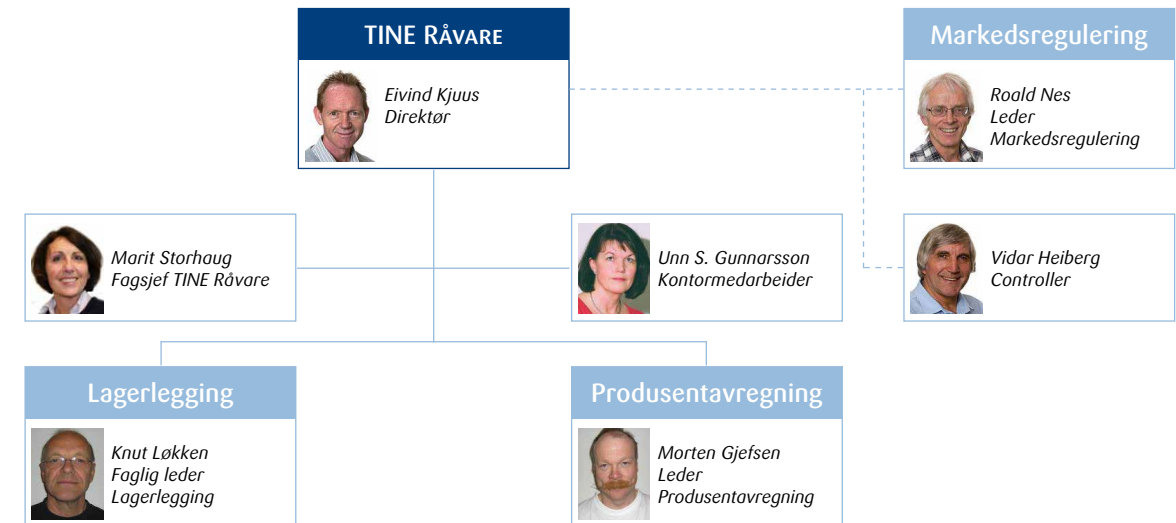 TINE RÅVARE
Eivind Kjuus
Direktør
Markedsregulering
Roald Nes
Leder
Markedsregulering
Marit Storhaug
Fagsjef TINE Råvare
Unn S. Gunnarsson
Kontormedarbeider
Vidar Heiberg
Controller
Lagerlegging
Knut Løkken
Faglig leder
Lagerlegging
Produsentavregning
Morten Gjefsen
Leder
Produsentavregning